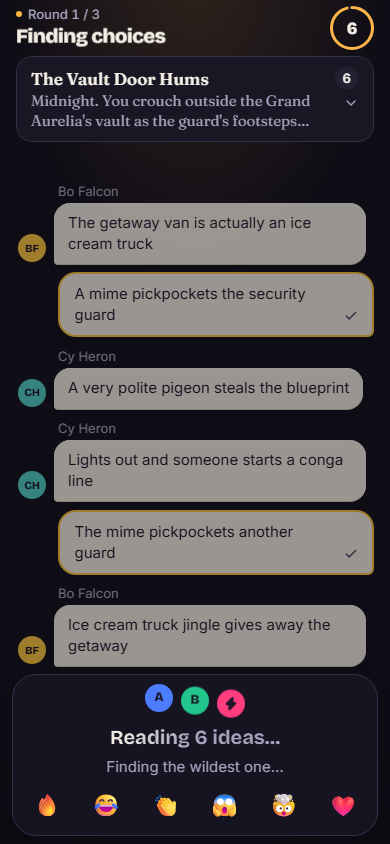 Round 1 / 3
Finding choices
6
The Vault Door Hums
6
Midnight. You crouch outside the Grand
Aurelia's vault as the guard's footsteps...
Bo Falcon
The getaway van is actually an ice
cream truck
BF
A mime pickpockets the security
guard
Cy Heron
A very polite pigeon steals the blueprint
CH
Cy Heron
Lights out and someone starts a conga
line
CH
The mime pickpockets another
guard
Bo Falcon
Ice cream truck jingle gives away the
getaway
BF
A
B
Reading 6 ideas...
Finding the wildest one...